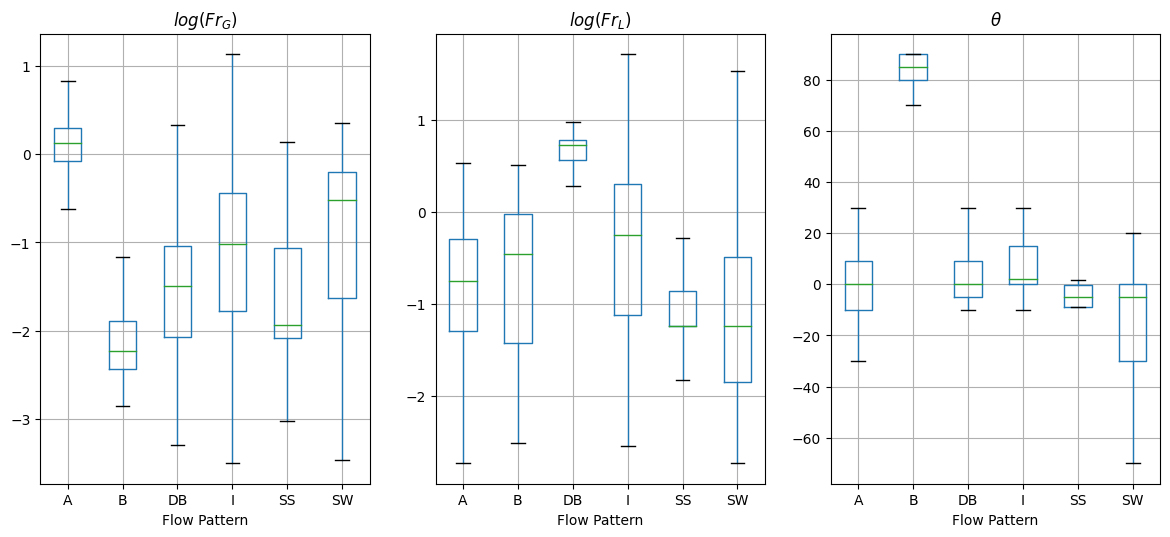 log(Fr_G)
1
0
−1
−2
−3
A B DB I SS SW
Flow Pattern
log(Fr_L)
1
0
−1
−2
A B DB I SS SW
Flow Pattern
θ
80
60
40
20
0
−20
−40
−60
A B DB I SS SW
Flow Pattern